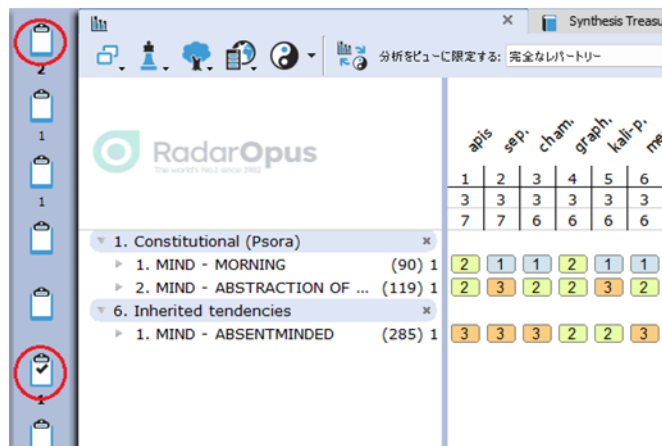 Synthesis Treasu
分析をビューに限定する: 完全なレパートリー
2
1
1
1
RadarOpus
The world's No.1 since 1982
apis sep. cham. graph. kali-p. me
1 2 3 4 5 6
3 3 3 3 3 3
7 7 6 6 6 6
1. Constitutional (Psora)
1. MIND - MORNING (90) 1 2 1 1 2 1 1
2. MIND - ABSTRACTION OF ... (119) 1 2 3 2 2 3 2
6. Inherited tendencies
1. MIND - ABSENTMINDED (285) 1 3 3 3 2 2 3